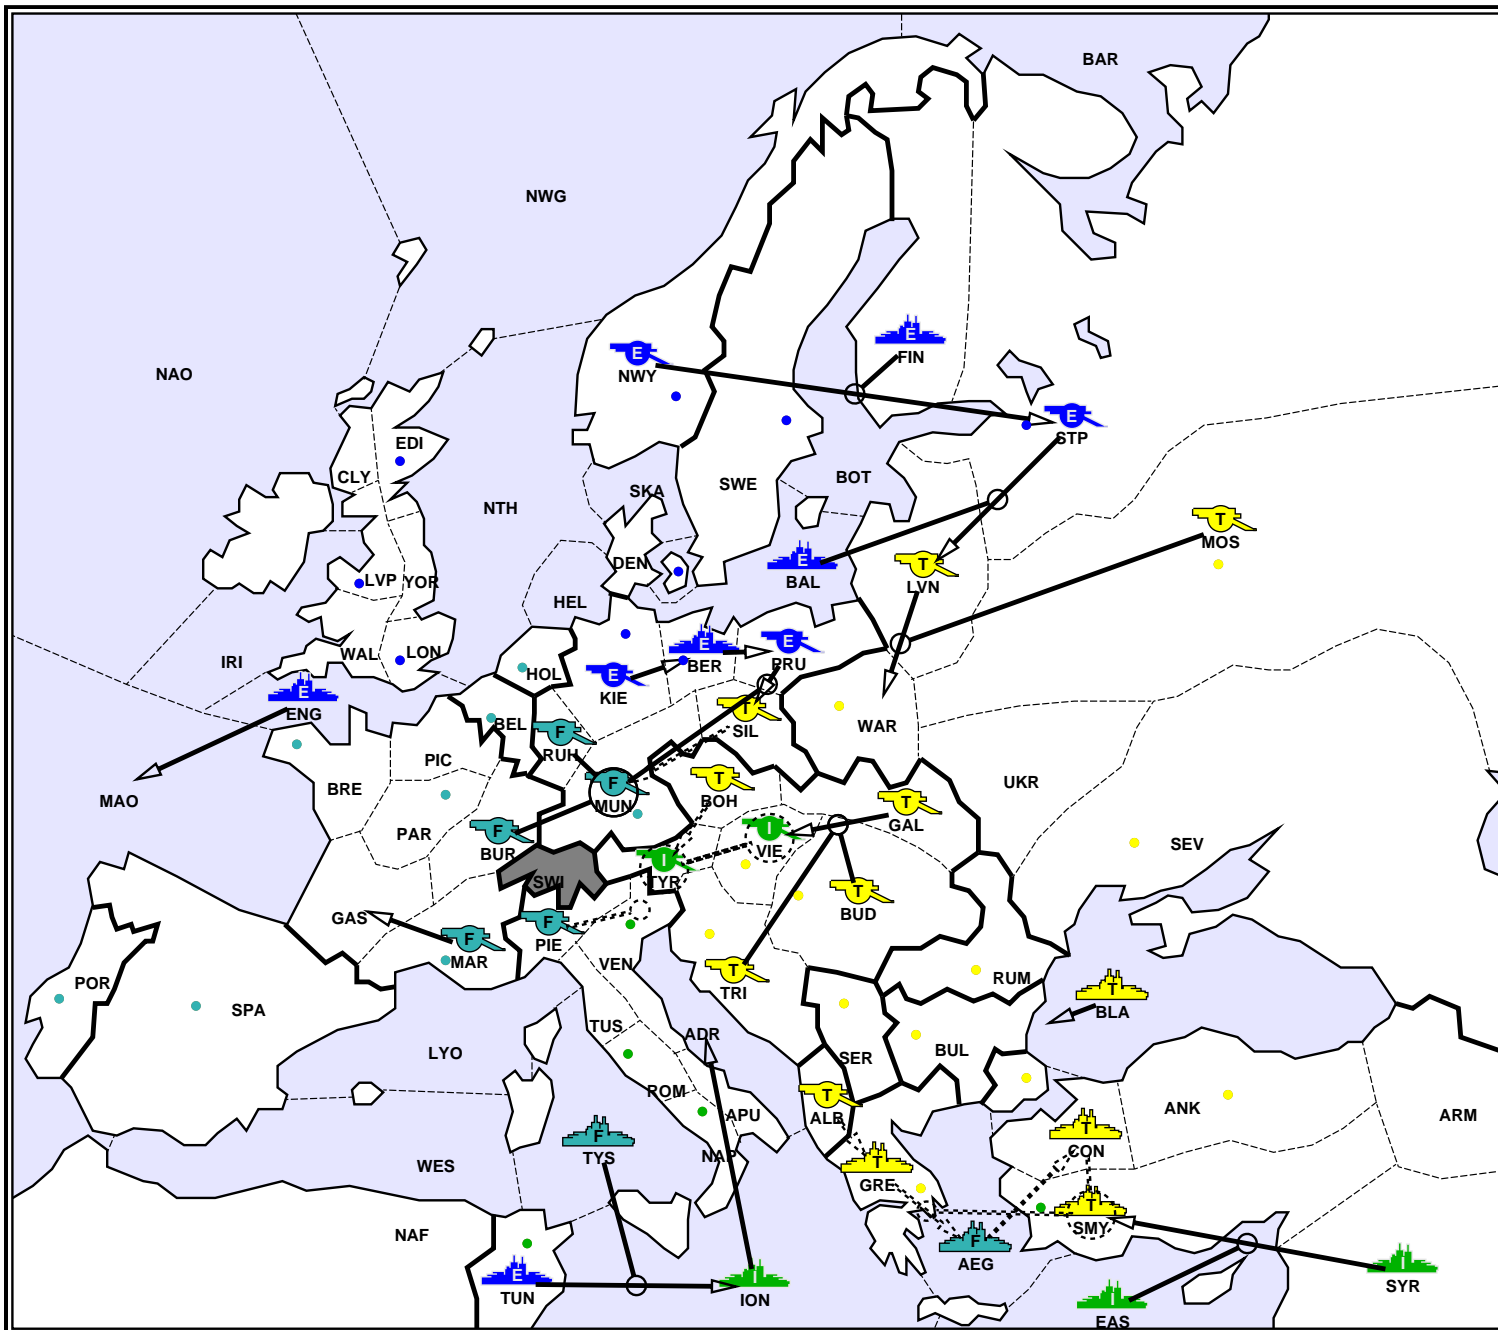 BAR
NWG
E
FIN
E
NWY
NAO
E
STP
EDI
CLY
SKA
SWE
BOT
NTH
T
MOS
E
BAL
DEN
T
LVN
LVP
YOR
HEL
WAL
LON
IRI
E
BER
E
PRU
HOL
E
KIE
E
ENG
BEL
T
SIL
WAR
F
RUH
PIC
UKR
BRE
MAO
F
MUN
T
BOH
T
GAL
PAR
F
BUR
I
VIE
SEV
I
TYR
SWI
T
BUD
GAS
F
PIE
F
MAR
VEN
T
TRI
RUM
POR
SPA
T
BLA
TUS
ADR
LYO
SER
BUL
ROM
T
ALB
APU
ANK
ARM
F
TYS
T
CON
NAP
WES
T
GRE
T
SMY
NAF
F
AEG
E
TUN
I
ION
I
SYR
I
EAS